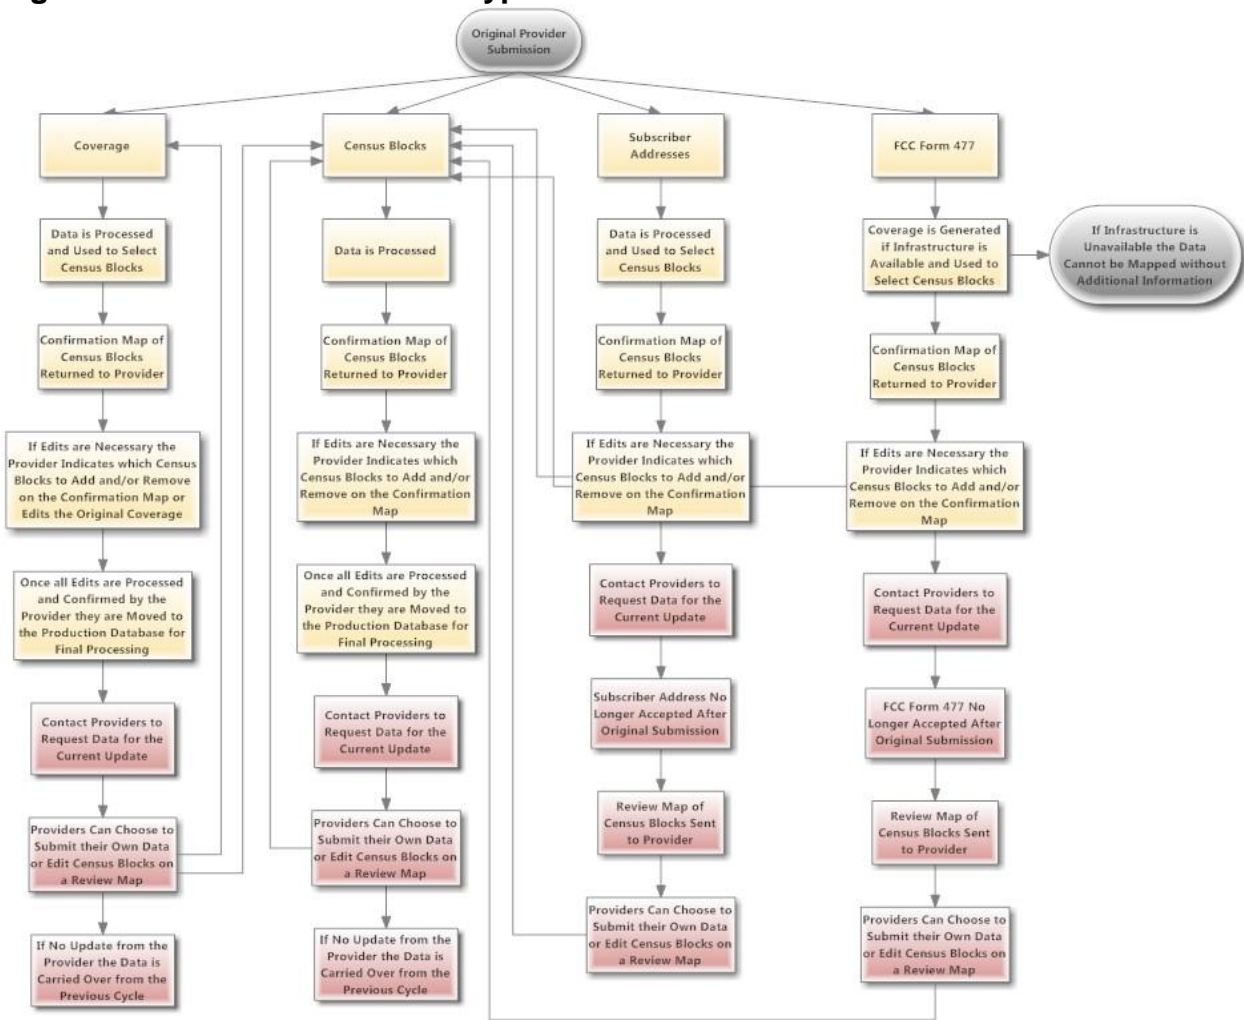 Original Provider
Submission
Coverage
Census Blocks
Subscriber
Addresses
FCC Form 477
Data is Processed
and Used to Select
Census Blocks
Data is Processed
Data is Processed
and Used to Select
Census Blocks
Coverage is Generated
if Infrastructure is
Available and Used to
Select Census Blocks
If Infrastructure is
Unavailable the Data
Cannot be Mapped without
Additional Information
Confirmation Map of
Census Blocks
Returned to Provider
Confirmation Map of
Census Blocks
Returned to Provider
Confirmation Map of
Census Blocks
Returned to Provider
Confirmation Map of
Census Blocks
Returned to Provider
If Edits are Necessary the
Provider Indicates which Census
Blocks to Add and/or Remove
on the Confirmation Map or
Edits the Original Coverage
If Edits are Necessary the
Provider Indicates which
Census Blocks to Add and/or
Remove on the Confirmation
Map
If Edits are Necessary the
Provider Indicates which
Census Blocks to Add and/or
Remove on the Confirmation
Map
If Edits are Necessary the
Provider Indicates which
Census Blocks to Add and/or
Remove on the Confirmation
Map
Once all Edits are Processed
and Confirmed by the
Provider they are Moved to
the Production Database for
Final Processing
Once all Edits are Processed
and Confirmed by the
Provider they are Moved to
the Production Database for
Final Processing
Contact Providers to
Request Data for the
Current Update
Contact Providers to
Request Data for the
Current Update
Contact Providers to
Request Data for the
Current Update
Contact Providers to
Request Data for the
Current Update
Subscriber Address No
Longer Accepted After
Original Submission
FCC Form 477 No
Longer Accepted After
Original Submission
Providers Can Choose to
Submit their Own Data
or Edit Census Blocks on
a Review Map
Providers Can Choose to
Submit their Own Data
or Edit Census Blocks on
a Review Map
Review Map of
Census Blocks Sent
to Provider
Review Map of
Census Blocks Sent
to Provider
If No Update from the
Provider the Data is
Carried Over from the
Previous Cycle
If No Update from the
Provider the Data is
Carried Over from the
Previous Cycle
Providers Can Choose to
Submit their Own Data
or Edit Census Blocks on
a Review Map
Providers Can Choose to
Submit their Own Data
or Edit Census Blocks on
a Review Map